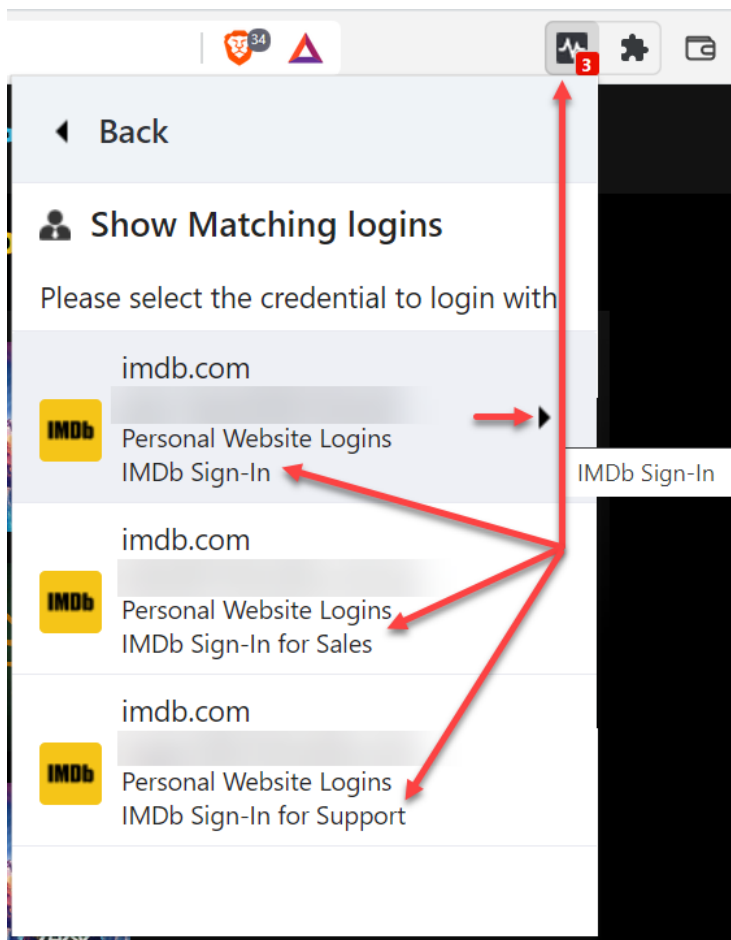 34
3
Back
Show Matching logins
Please select the credential to login with
imdb.com
IMDb
Personal Website Logins
IMDb Sign-In
IMDb Sign-In
imdb.com
IMDb
Personal Website Logins
IMDb Sign-In for Sales
imdb.com
IMDb
Personal Website Logins
IMDb Sign-In for Support